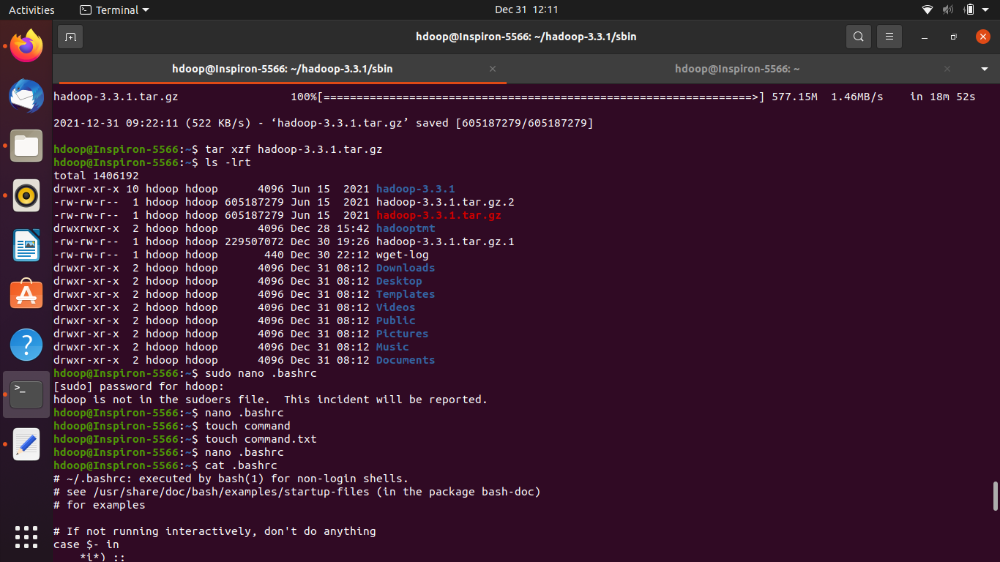 Activities Terminal Dec 31 12:11
hdoop@Inspiron-5566: ~/hadoop-3.3.1/sbin
hdoop@Inspiron-5566: ~/hadoop-3.3.1/sbin hdoop@Inspiron-5566: ~
hadoop-3.3.1.tar.gz 100%[=================================================================>] 577.15M 1.46MB/s in 18m 52s
2021-12-31 09:22:11 (522 KB/s) - ‘hadoop-3.3.1.tar.gz’ saved [605187279/605187279]
hdoop@Inspiron-5566:~$ tar xzf hadoop-3.3.1.tar.gz
hdoop@Inspiron-5566:~$ ls -lrt
total 1406192
drwxr-xr-x 10 hdoop hdoop 4096 Jun 15 2021 hadoop-3.3.1
-rw-rw-r-- 1 hdoop hdoop 605187279 Jun 15 2021 hadoop-3.3.1.tar.gz.2
-rw-rw-r-- 1 hdoop hdoop 605187279 Jun 15 2021 hadoop-3.3.1.tar.gz
drwxrwxr-x 2 hdoop hdoop 4096 Dec 28 15:42 hadooptmt
-rw-rw-r-- 1 hdoop hdoop 229507072 Dec 30 19:26 hadoop-3.3.1.tar.gz.1
-rw-rw-r-- 1 hdoop hdoop 440 Dec 30 22:12 wget-log
drwxr-xr-x 2 hdoop hdoop 4096 Dec 31 08:12 Downloads
drwxr-xr-x 2 hdoop hdoop 4096 Dec 31 08:12 Desktop
drwxr-xr-x 2 hdoop hdoop 4096 Dec 31 08:12 Templates
drwxr-xr-x 2 hdoop hdoop 4096 Dec 31 08:12 Videos
drwxr-xr-x 2 hdoop hdoop 4096 Dec 31 08:12 Public
drwxr-xr-x 2 hdoop hdoop 4096 Dec 31 08:12 Pictures
drwxr-xr-x 2 hdoop hdoop 4096 Dec 31 08:12 Music
drwxr-xr-x 2 hdoop hdoop 4096 Dec 31 08:12 Documents
hdoop@Inspiron-5566:~$ sudo nano .bashrc
[sudo] password for hdoop:
hdoop is not in the sudoers file. This incident will be reported.
hdoop@Inspiron-5566:~$ nano .bashrc
hdoop@Inspiron-5566:~$ touch command
hdoop@Inspiron-5566:~$ touch command.txt
hdoop@Inspiron-5566:~$ nano .bashrc
hdoop@Inspiron-5566:~$ cat .bashrc
# ~/.bashrc: executed by bash(1) for non-login shells.
# see /usr/share/doc/bash/examples/startup-files (in the package bash-doc)
# for examples
# If not running interactively, don't do anything
case $- in
*i*) ;;